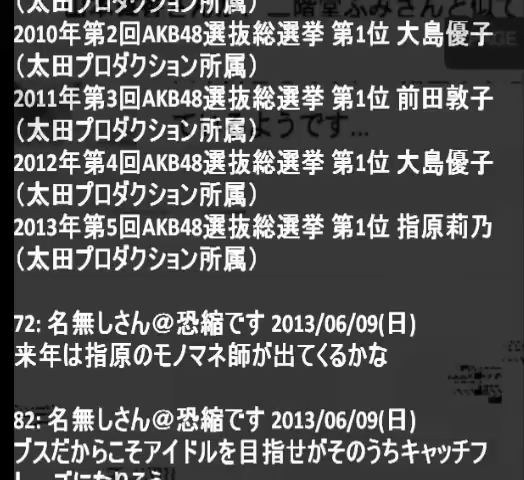 (太田プロダクション所属)
2010年第2回AKB48選抜総選挙 第1位 大島優子
(太田プロダクション所属)
2011年第3回AKB48選抜総選挙 第1位 前田敦子
(太田プロダクション所属)
2012年第4回AKB48選抜総選挙 第1位 大島優子
(太田プロダクション所属)
2013年第5回AKB48選抜総選挙 第1位 指原莉乃
(太田プロダクション所属)
72: 名無しさん@恐縮です 2013/06/09(日)
来年は指原のモノマネ師が出てくるかな
82: 名無しさん@恐縮です 2013/06/09(日)
ブスだからこそアイドルを目指せがそのうちキャッチフ
レーズになりそう